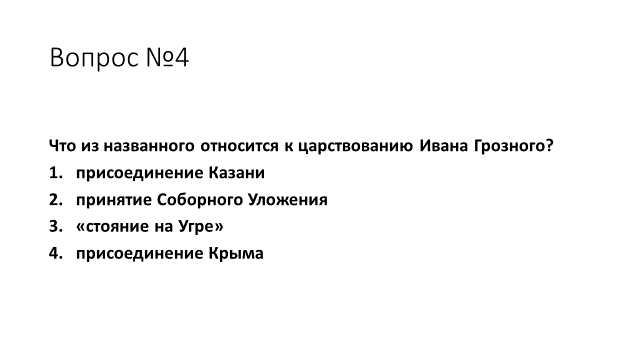 Вопрос №4
Что из названного относится к царствованию Ивана Грозного?
1. присоединение Казани
2. принятие Соборного Уложения
3. «стояние на Угре»
4. присоединение Крыма